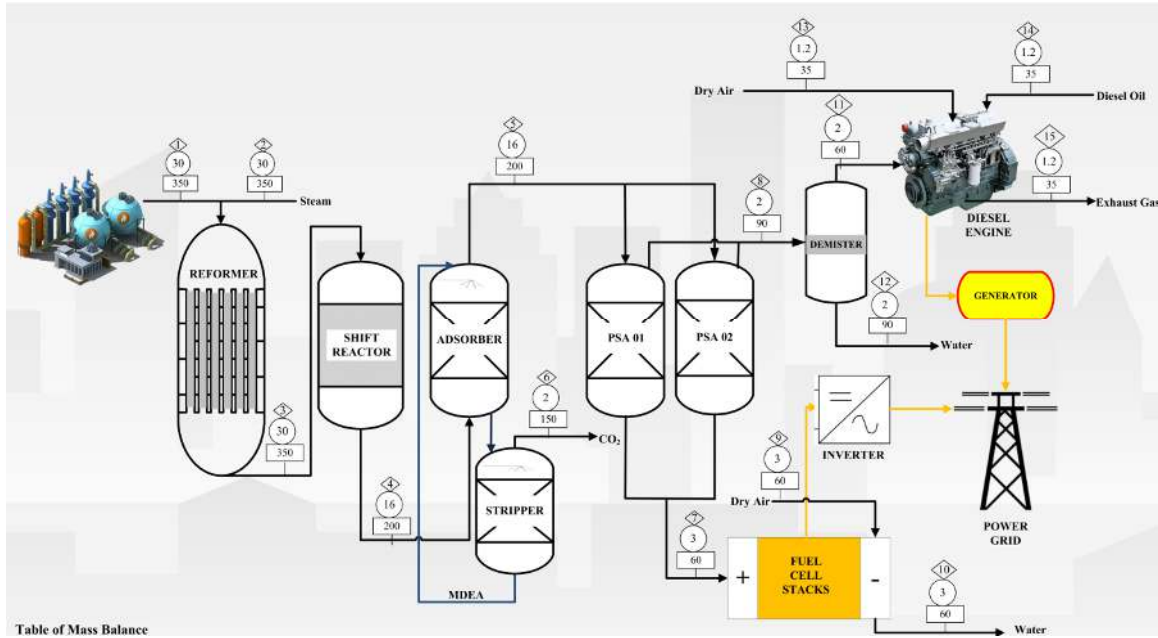 13
1.2
35
14
1.2
35
Dry Air
Diesel Oil
11
2
60
15
1.2
35
Exhaust Gas
DIESEL
ENGINE
1
30
350
2
30
350
Steam
5
16
200
8
2
90
REFORMER
SHIFT
REACTOR
ADSORBER
PSA 01
PSA 02
DEMISTER
12
2
90
Water
GENERATOR
3
30
350
6
2
150
CO₂
4
16
200
STRIPPER
MDEA
INVERTER
9
3
60
Dry Air
POWER
GRID
7
3
60
+
FUEL
CELL
STACKS
-
10
3
60
Water
Table of Mass Balance